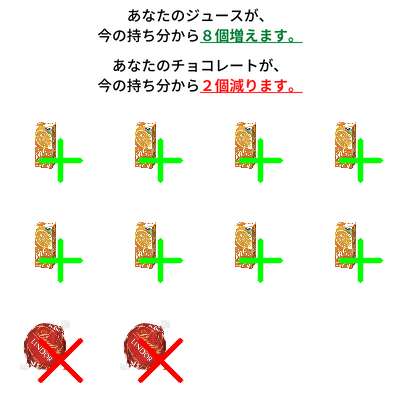 あなたのジュースが、
今の持ち分から８個増えます。
あなたのチョコレートが、
今の持ち分から２個減ります。
LINDOR
LINDOR